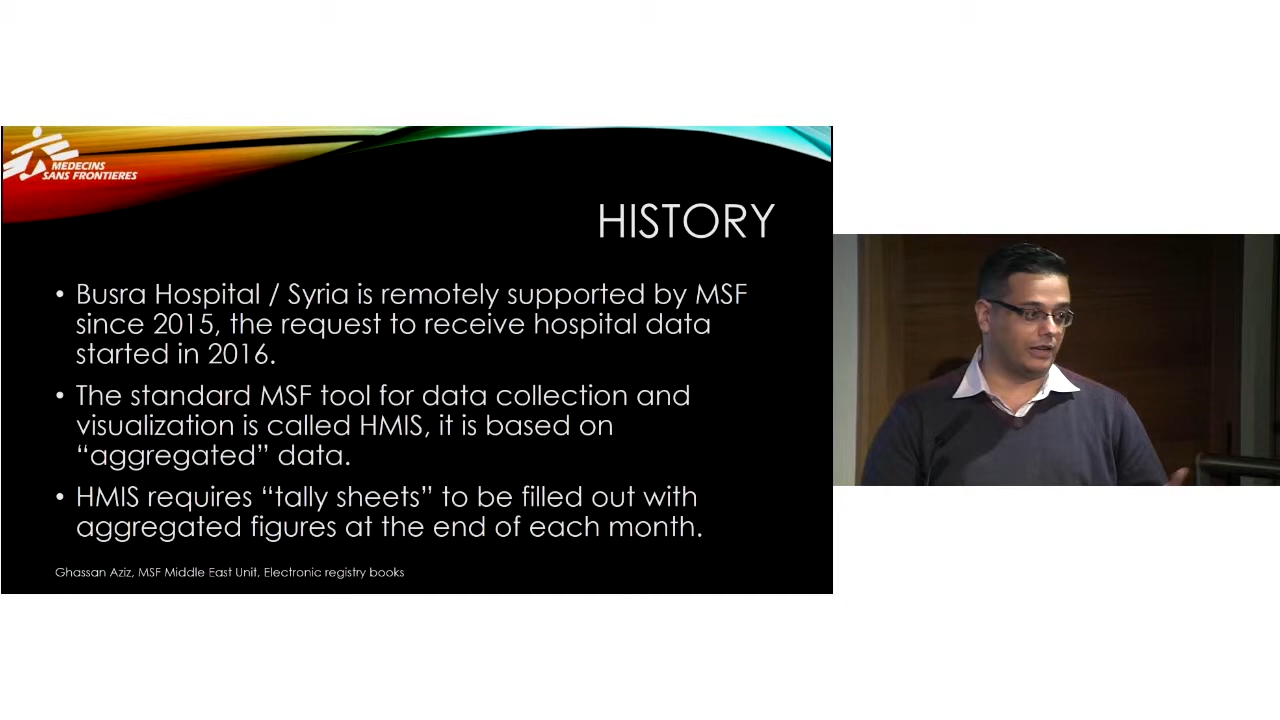 MEDECINS
SANS FRONTIERES
HISTORY
• Busra Hospital / Syria is remotely supported by MSF
since 2015, the request to receive hospital data
started in 2016.
• The standard MSF tool for data collection and
visualization is called HMIS, it is based on
“aggregated” data.
• HMIS requires “tally sheets” to be filled out with
aggregated figures at the end of each month.
Ghassan Aziz, MSF Middle East Unit, Electronic registry books